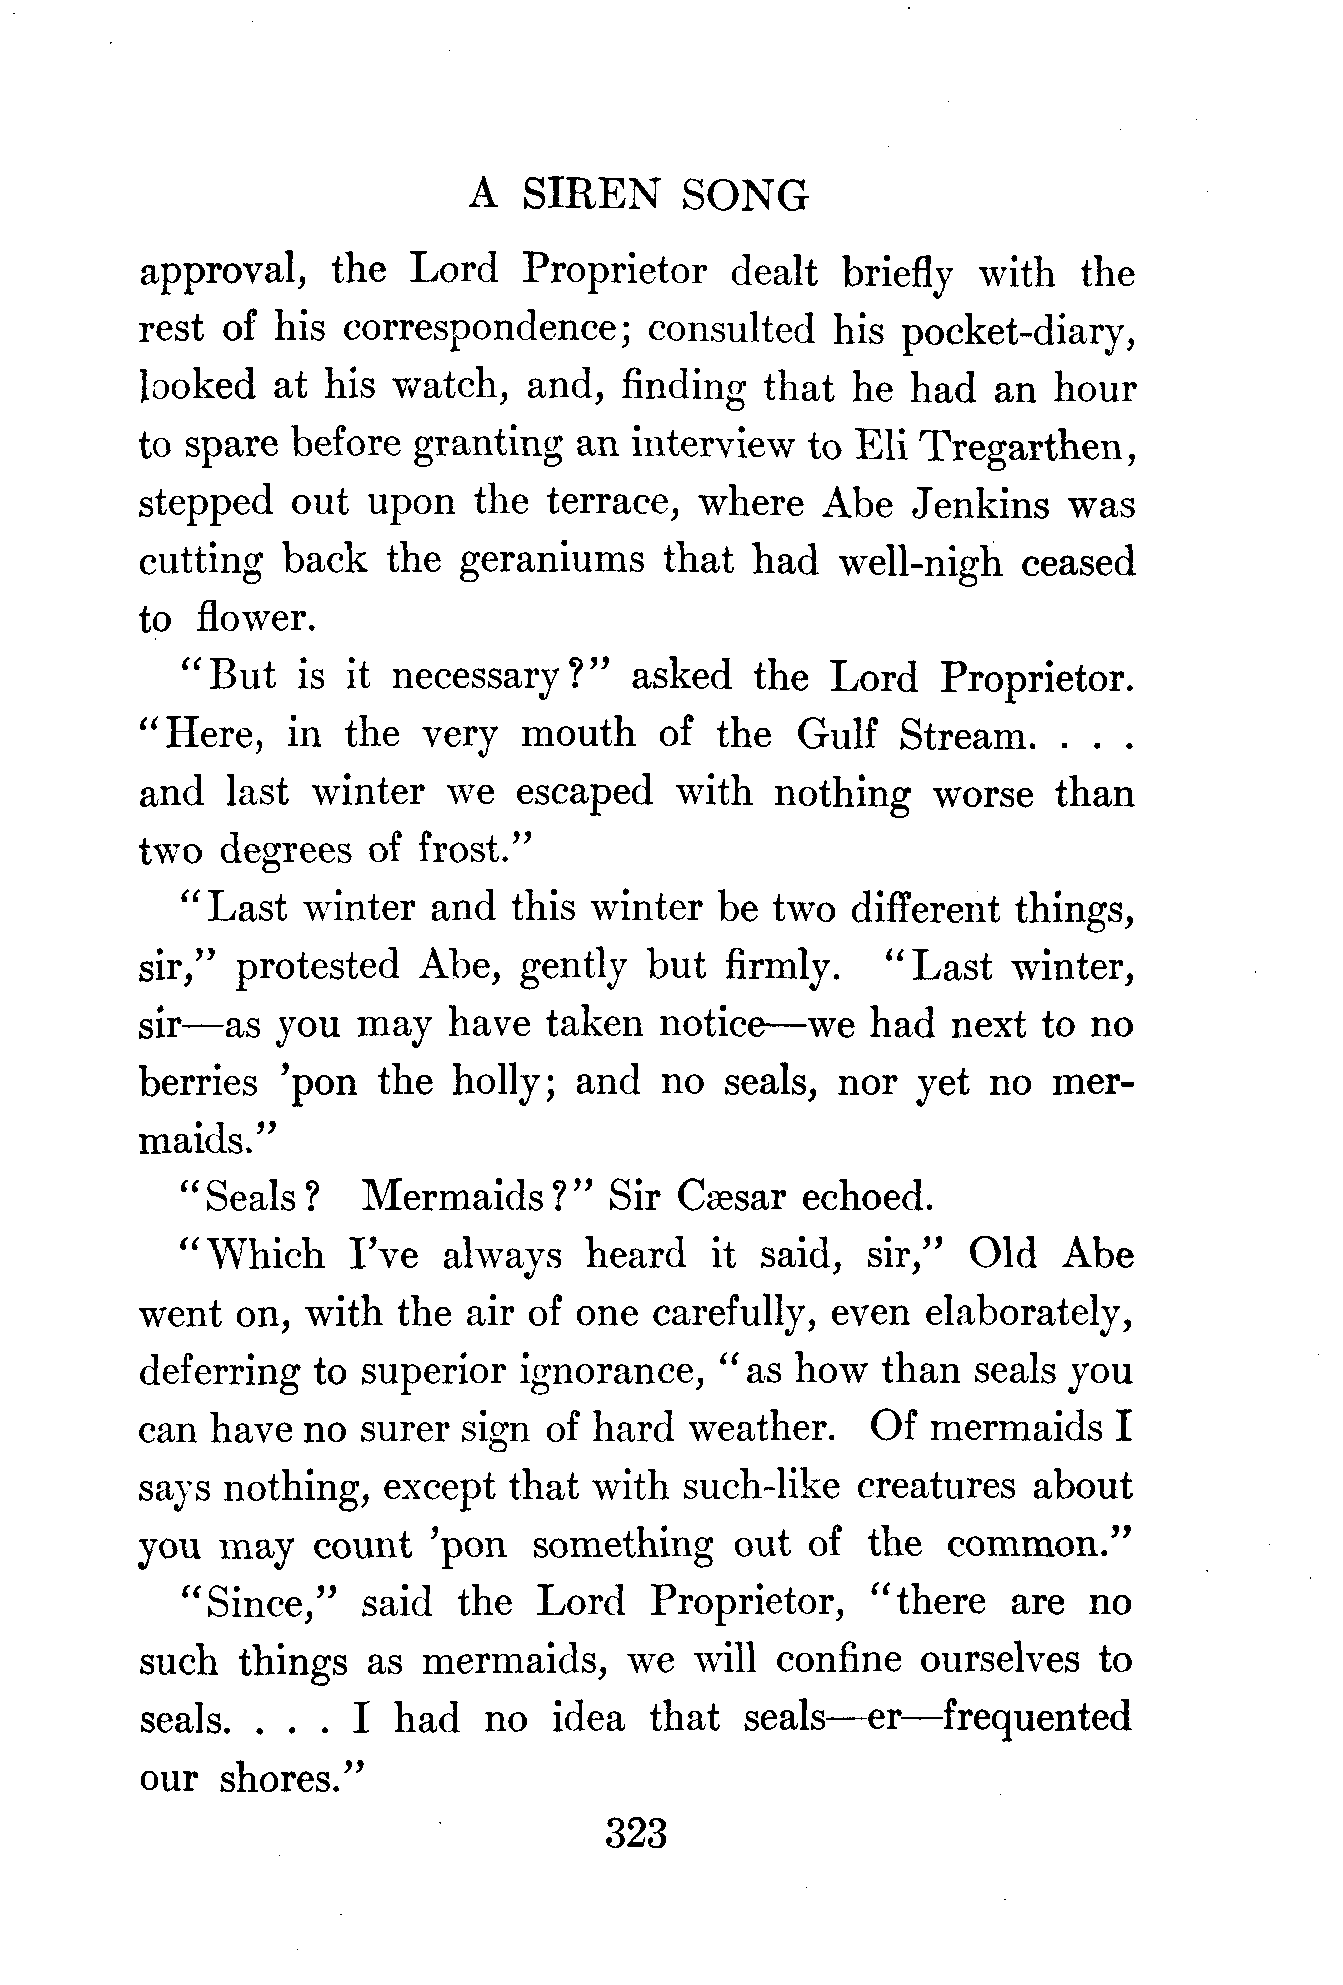 A SIREN SONG
approval, the Lord Proprietor dealt briefly with the
rest of his correspondence; consulted his pocket-diary,
looked at his watch, and, finding that he had an hour
to spare before granting an interview to Eli Tregarthen,
stepped out upon the terrace, where Abe Jenkins was
cutting back the geraniums that had well-nigh ceased
to flower.
"But is it necessary?" asked the Lord Proprietor.
"Here, in the very mouth of the Gulf Stream. . . .
and last winter we escaped with nothing worse than
two degrees of frost."
"Last winter and this winter be two different things,
sir," protested Abe, gently but firmly. "Last winter,
sir—as you may have taken notice—we had next to no
berries 'pon the holly; and no seals, nor yet no mer-
maids."
"Seals? Mermaids?" Sir Cæsar echoed.
"Which I've always heard it said, sir," Old Abe
went on, with the air of one carefully, even elaborately,
deferring to superior ignorance, "as how than seals you
can have no surer sign of hard weather. Of mermaids I
says nothing, except that with such-like creatures about
you may count 'pon something out of the common."
"Since," said the Lord Proprietor, "there are no
such things as mermaids, we will confine ourselves to
seals. . . . I had no idea that seals—er—frequented
our shores."
323